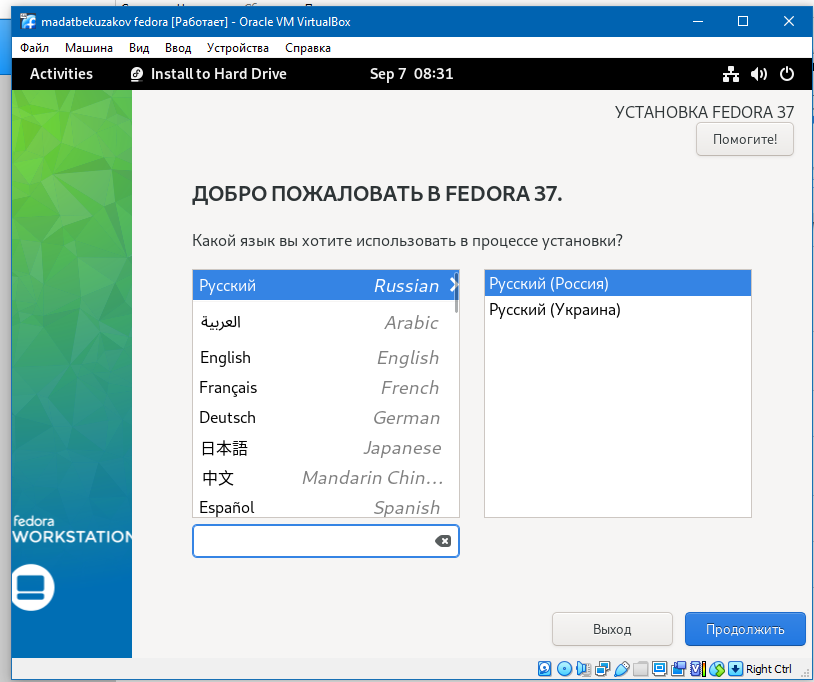 madatbekuzakov fedora [Работает] - Oracle VM VirtualBox
Файл Машина Вид Ввод Устройства Справка
Activities Install to Hard Drive Sep 7 08:31
УСТАНОВКА FEDORA 37
Помогите!
ДОБРО ПОЖАЛОВАТЬ В FEDORA 37.
Какой язык вы хотите использовать в процессе установки?
Русский Russian
العربية Arabic
English English
Français French
Deutsch German
日本語 Japanese
中文 Mandarin Chin...
Español Spanish
Русский (Россия)
Русский (Украина)
fedora
WORKSTATION
Выход Продолжить
Right Ctrl